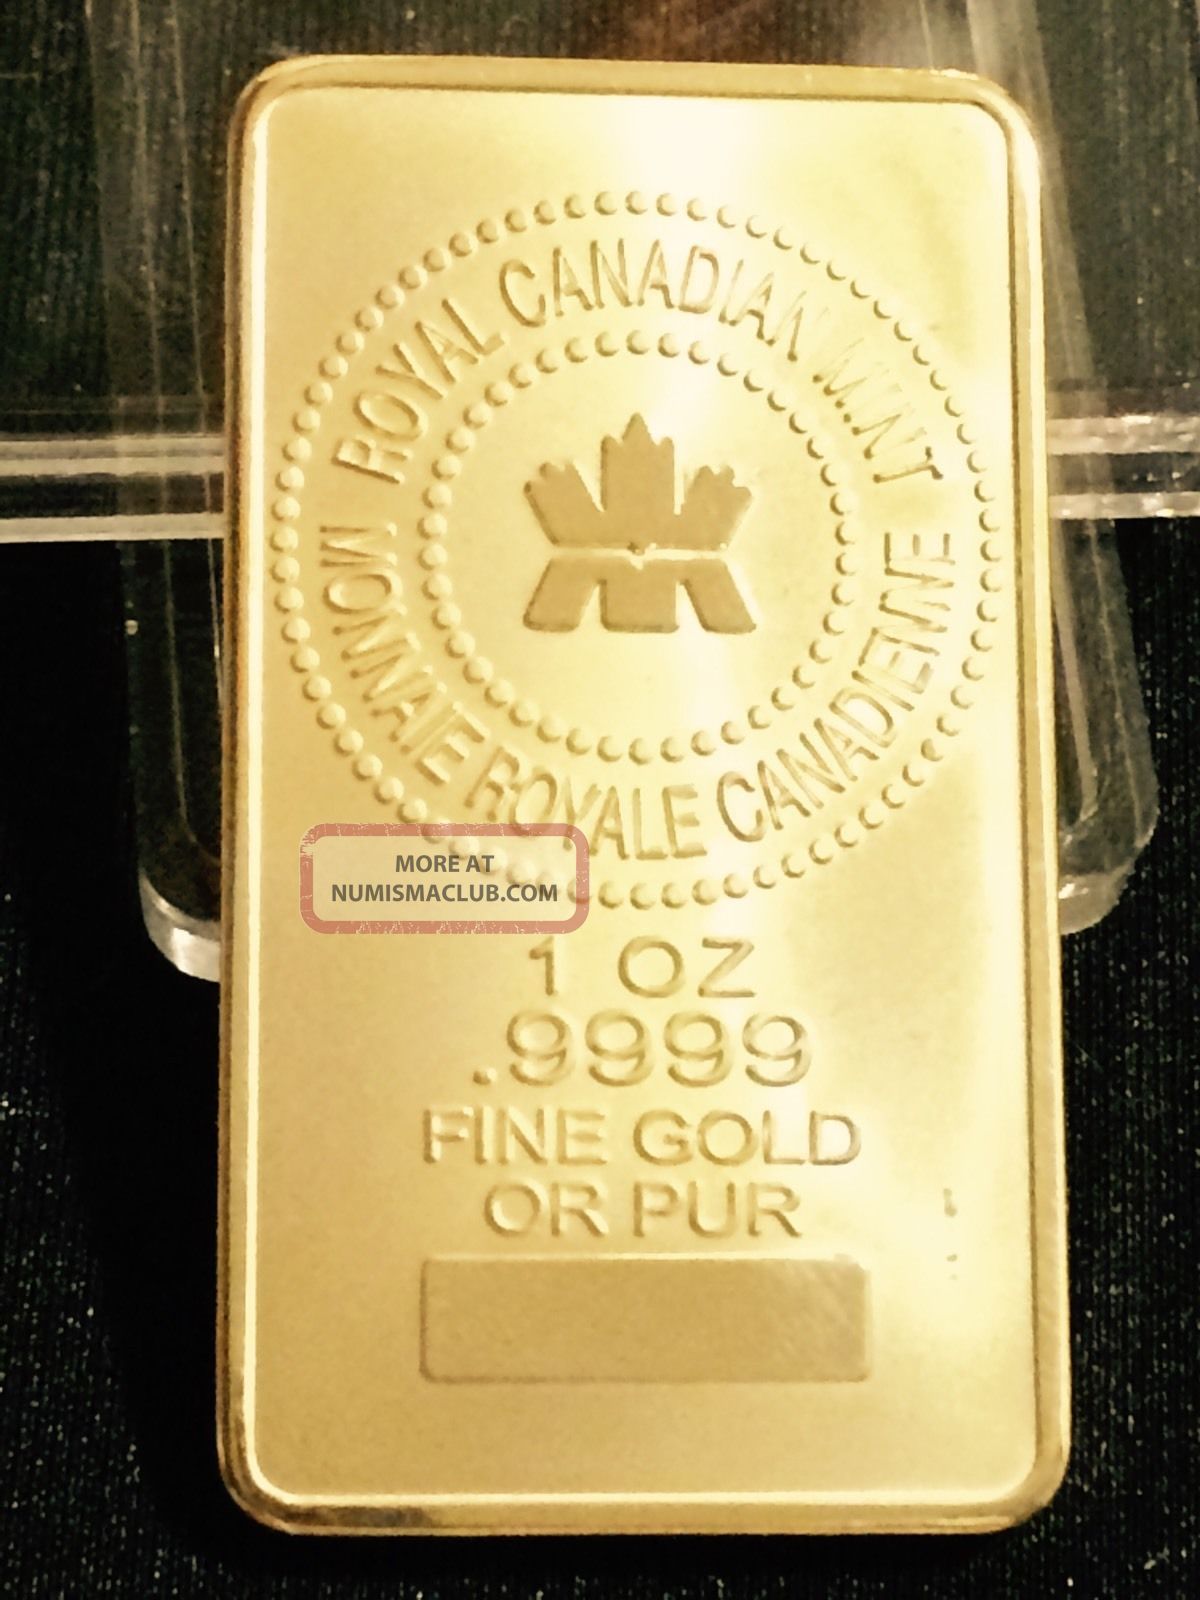 ROYAL CANADIAN MINT
MONNAIE ROYALE CANADIENNE
MORE AT
NUMISMACLUB.COM
1 OZ
.9999
FINE GOLD
OR PUR